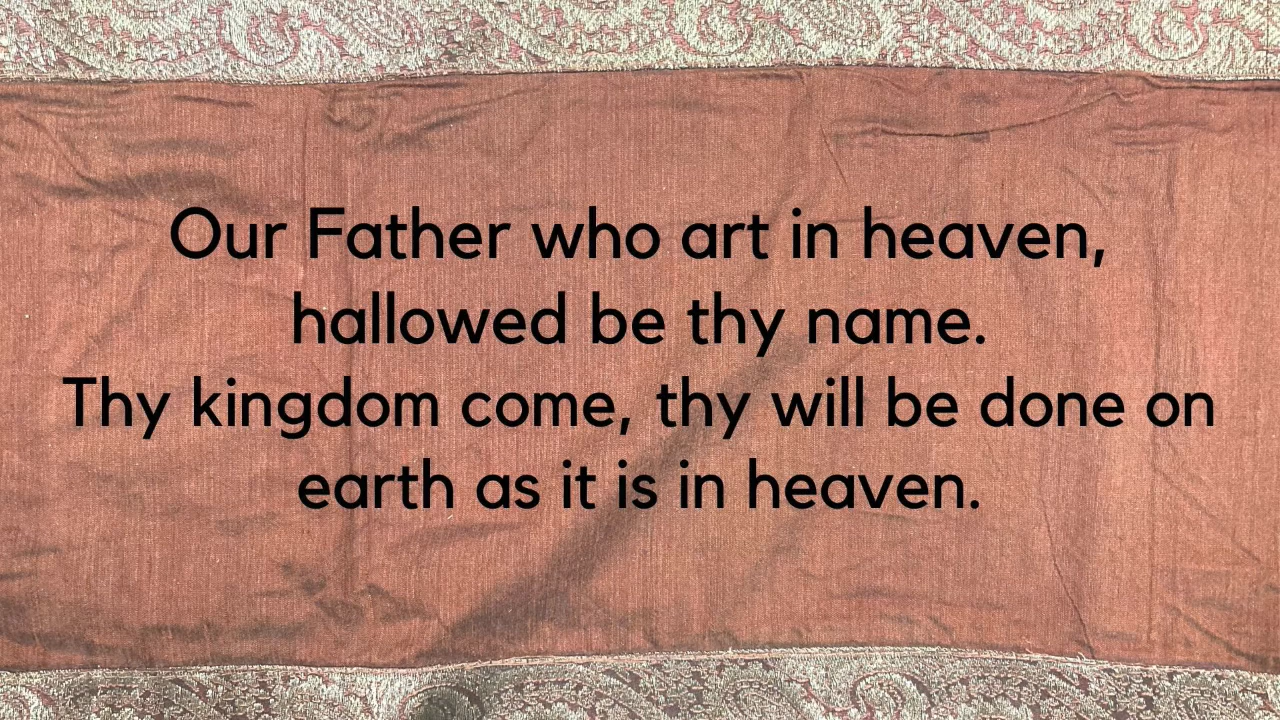 Our Father who art in heaven,
hallowed be thy name.
Thy kingdom come, thy will be done on
earth as it is in heaven.